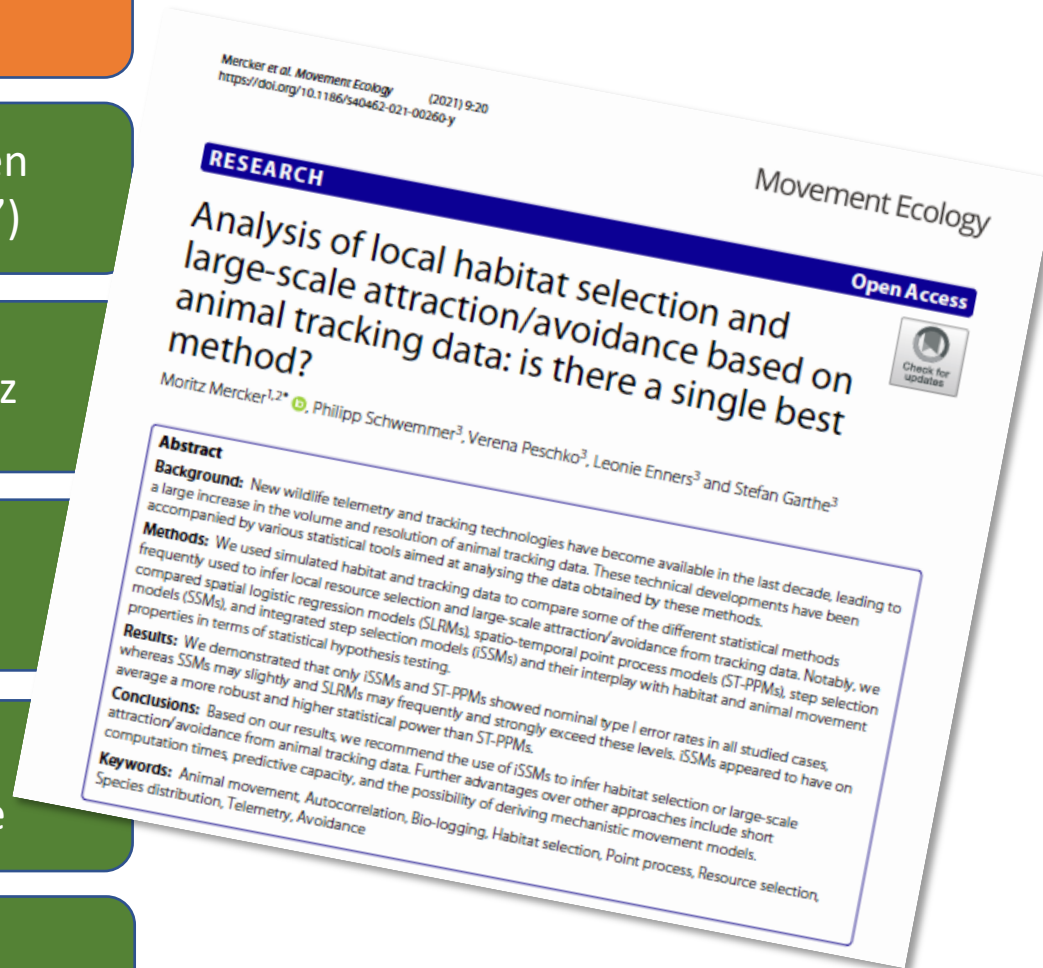 en
7)
z
e
Mercker et al. Movement Ecology (2021) 9:20
https://doi.org/10.1186/s40462-021-00260-y
Movement Ecology
RESEARCH
Open Access
Analysis of local habitat selection and
large-scale attraction/avoidance based on
animal tracking data: is there a single best
method?
Check for
updates
Moritz Mercker1,2*, Philipp Schwemmer3, Verena Peschko3, Leonie Enners3 and Stefan Garthe3
Abstract
Background: New wildlife telemetry and tracking technologies have become available in the last decade, leading to
a large increase in the volume and resolution of animal tracking data. These technical developments have been
accompanied by various statistical tools aimed at analysing the data obtained by these methods.
Methods: We used simulated habitat and tracking data to compare some of the different statistical methods
frequently used to infer local resource selection and large-scale attraction/avoidance from tracking data. Notably, we
compared spatial logistic regression models (SLRMs), spatio-temporal point process models (ST-PPMs), step selection
models (SSMs), and integrated step selection models (iSSMs) and their interplay with habitat and animal movement
properties in terms of statistical hypothesis testing.
Results: We demonstrated that only iSSMs and ST-PPMs showed nominal type I error rates in all studied cases,
whereas SSMs may slightly and SLRMs may frequently and strongly exceed these levels. iSSMs appeared to have on
average a more robust and higher statistical power than ST-PPMs.
Conclusions: Based on our results, we recommend the use of iSSMs to infer habitat selection or large-scale
attraction/avoidance from animal tracking data. Further advantages over other approaches include short
computation times, predictive capacity, and the possibility of deriving mechanistic movement models.
Keywords: Animal movement, Autocorrelation, Bio-logging, Habitat selection, Point process, Resource selection,
Species distribution, Telemetry, Avoidance